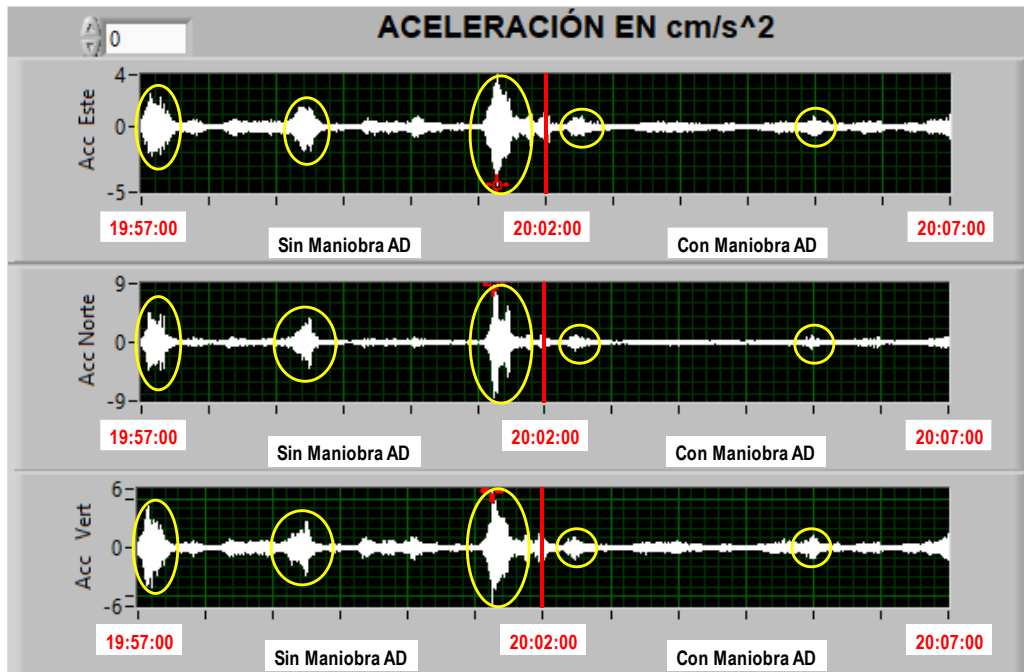 ACELERACIÓN EN cm/s^2
0
Acc Este
4
0
-5
19:57:00
20:02:00
20:07:00
Sin Maniobra AD
Con Maniobra AD
Acc Norte
9
0
-9
19:57:00
20:02:00
20:07:00
Sin Maniobra AD
Con Maniobra AD
Acc Vert
6
0
-6
19:57:00
20:02:00
20:07:00
Sin Maniobra AD
Con Maniobra AD